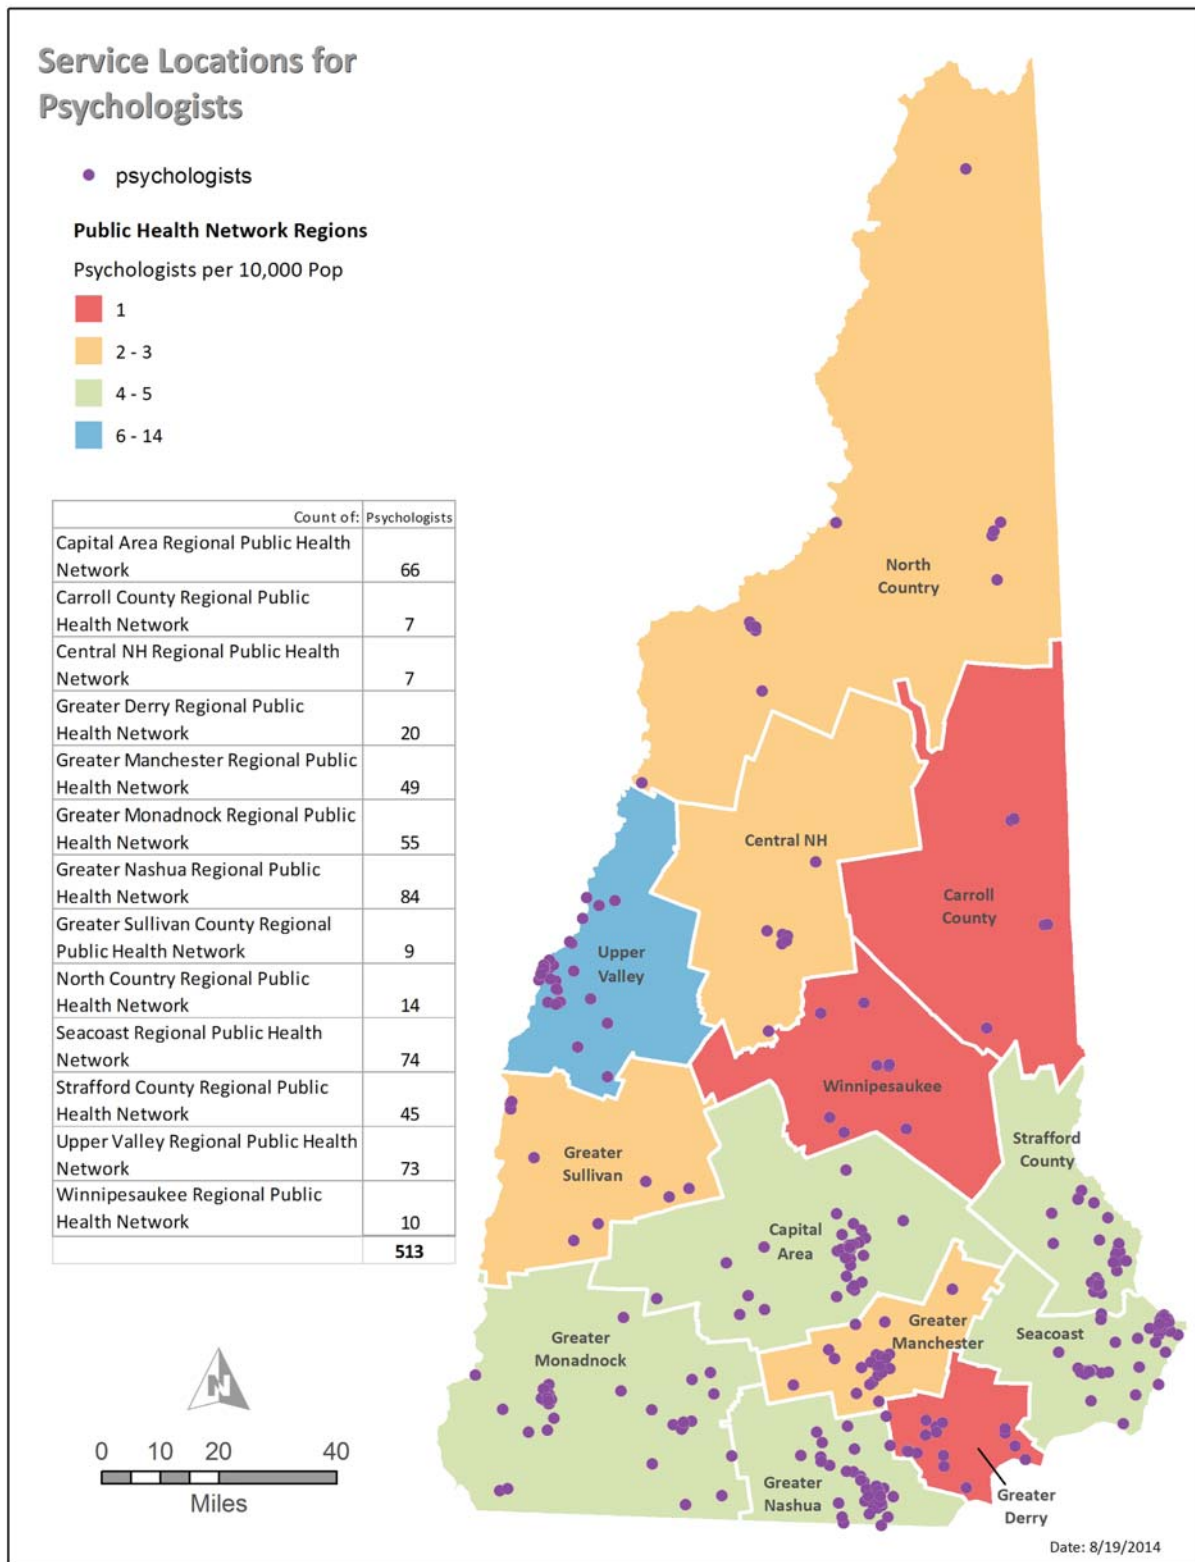 Service Locations for
Psychologists
psychologists
Public Health Network Regions
Psychologists per 10,000 Pop
1
2 - 3
4 - 5
6 - 14
Count of: Psychologists
Capital Area Regional Public Health
Network 66
Carroll County Regional Public
Health Network 7
Central NH Regional Public Health
Network 7
Greater Derry Regional Public
Health Network 20
Greater Manchester Regional Public
Health Network 49
Greater Monadnock Regional Public
Health Network 55
Greater Nashua Regional Public
Health Network 84
Greater Sullivan County Regional
Public Health Network 9
North Country Regional Public
Health Network 14
Seacoast Regional Public Health
Network 74
Strafford County Regional Public
Health Network 45
Upper Valley Regional Public Health
Network 73
Winnipesaukee Regional Public
Health Network 10
513
North
Country
Central NH
Carroll
County
Upper
Valley
Winnipesaukee
Strafford
County
Greater
Sullivan
Capital
Area
Greater
Manchester
Seacoast
Greater
Monadnock
Greater
Nashua
Greater
Derry
N
0 10 20 40
Miles
Date: 8/19/2014